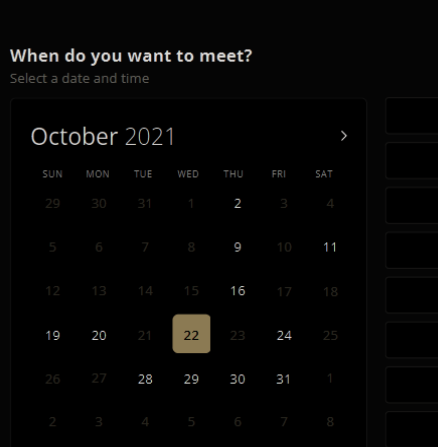 When do you want to meet?
Select a date and time
October 2021
SUN MON TUE WED THU FRI SAT
29 30 31 1 2 3 4
5 6 7 8 9 10 11
12 13 14 15 16 17 18
19 20 21 22 23 24 25
26 27 28 29 30 31 1
2 3 4 5 6 7 8